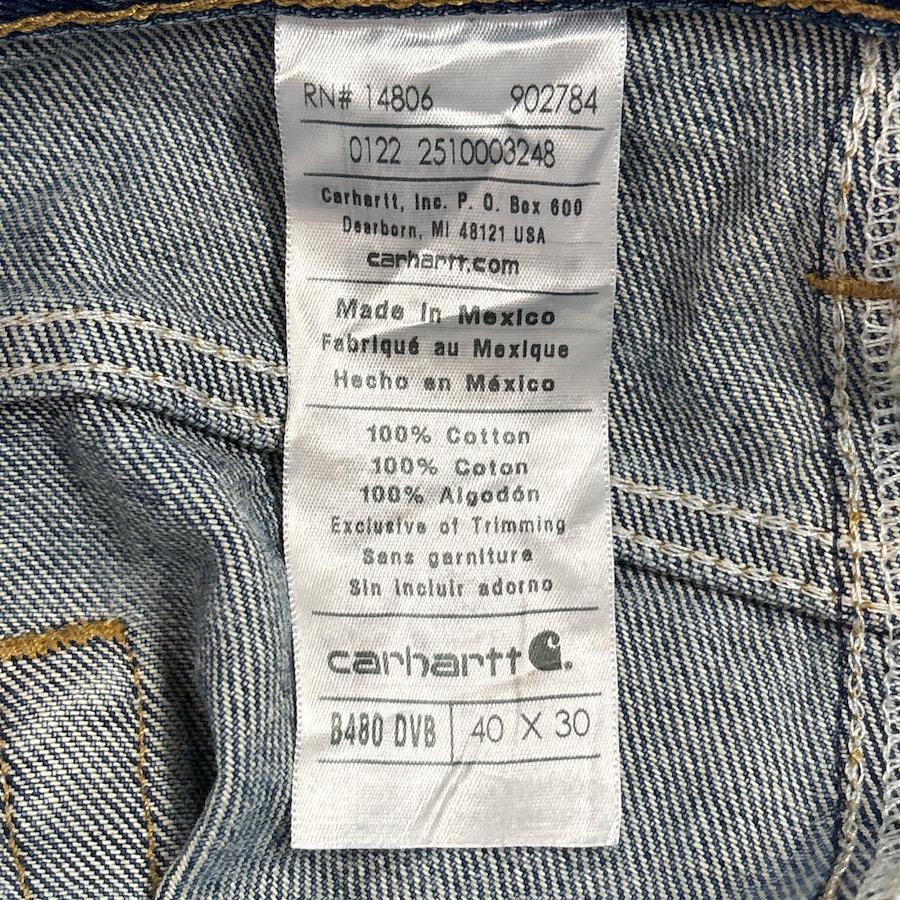 RN# 14806 902784
0122 2510003248
Carhartt, Inc. P. O. Box 600
Dearborn, MI 48121 USA
carhartt.com
Made in Mexico
Fabriqué au Mexique
Hecho en México
100% Cotton
100% Coton
100% Algodón
Exclusive of Trimming
Sans garniture
Sin incluir adorno
carhartt
B480 DVB 40 X 30